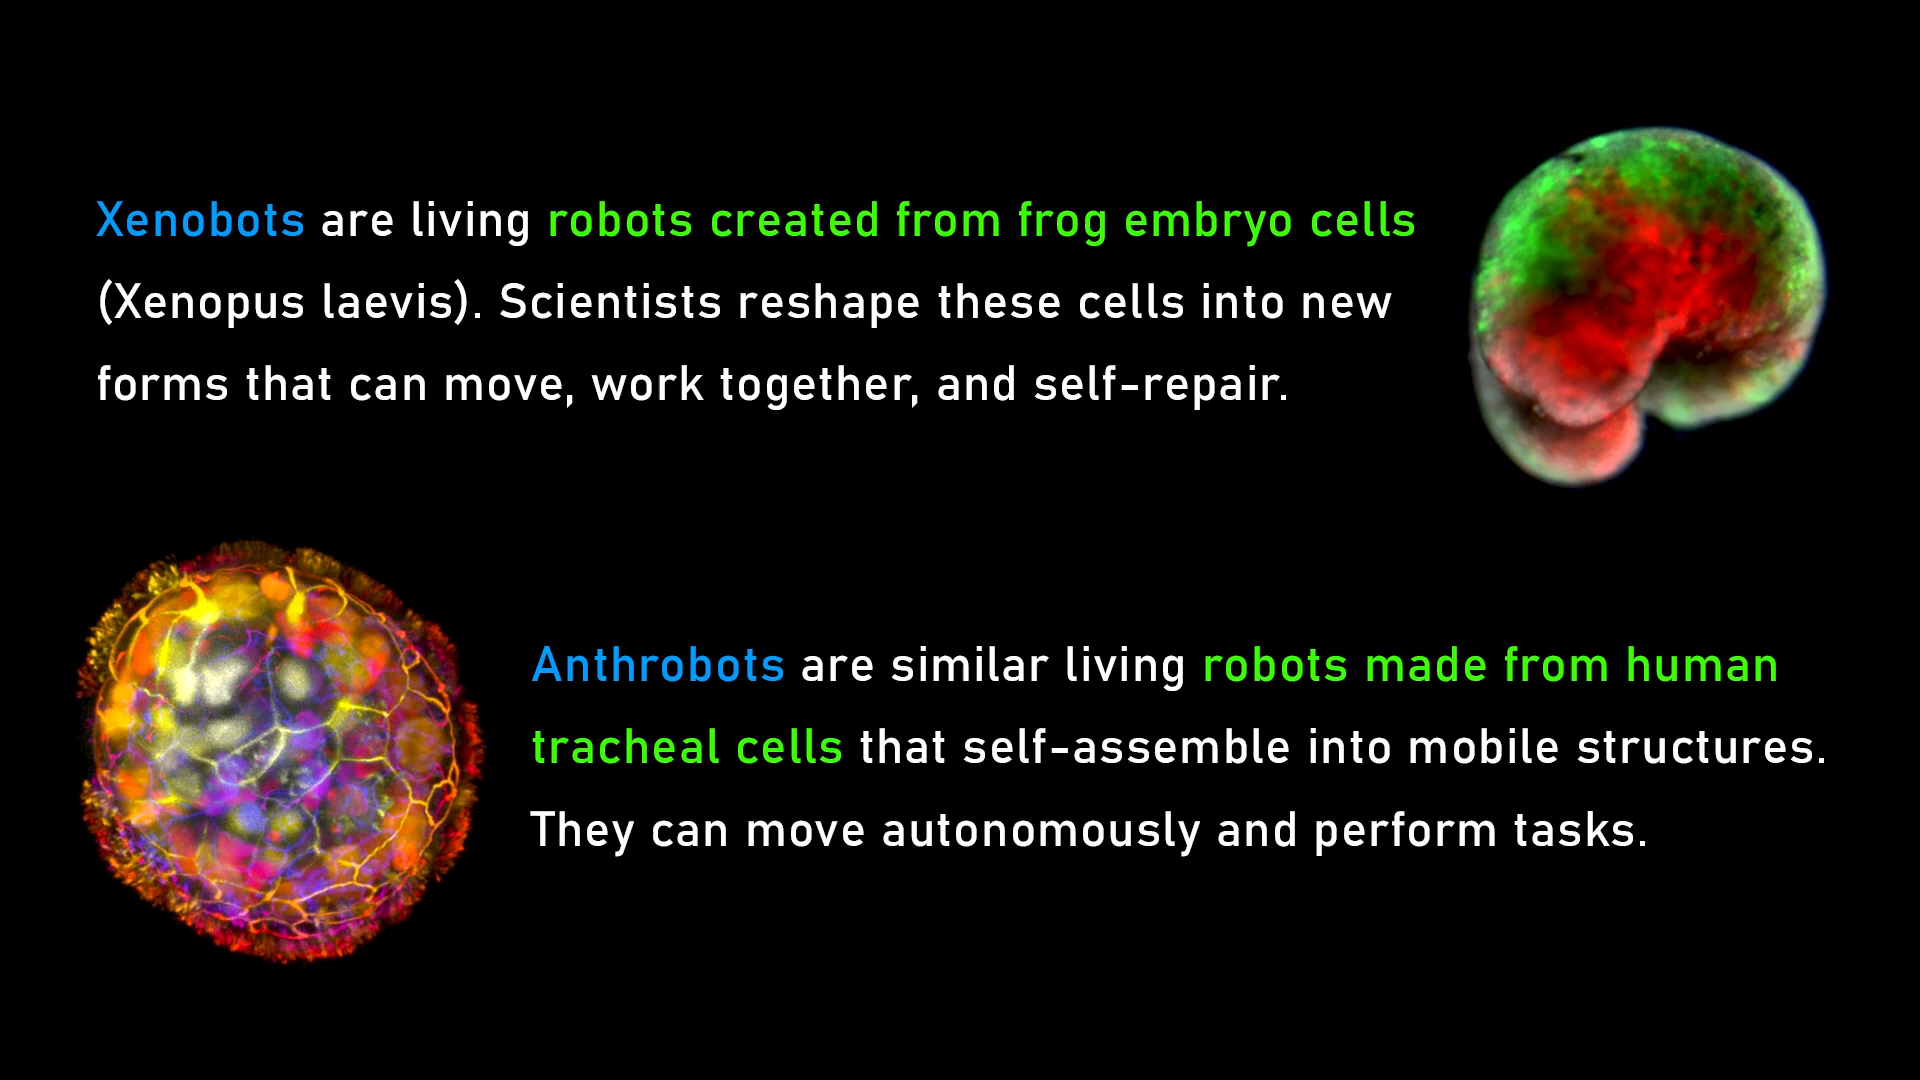 Xenobots are living robots created from frog embryo cells
(Xenopus laevis). Scientists reshape these cells into new
forms that can move, work together, and self-repair.
Anthrobots are similar living robots made from human
tracheal cells that self-assemble into mobile structures.
They can move autonomously and perform tasks.